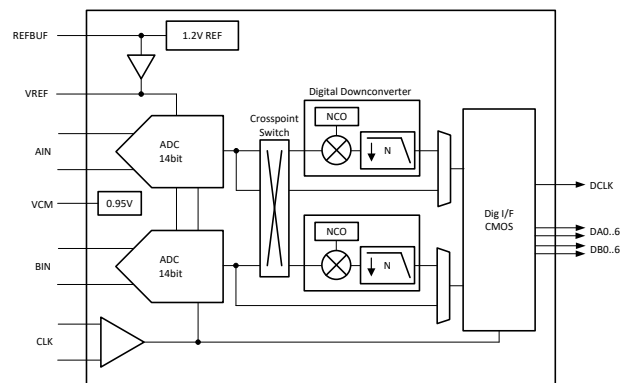 REFBUF
1.2V REF
VREF
Digital Downconverter
Crosspoint
Switch
NCO
ADC
14bit
N
AIN
VCM
0.95V
Dig I/F
CMOS
DCLK
DA0..6
DB0..6
NCO
ADC
14bit
N
BIN
CLK